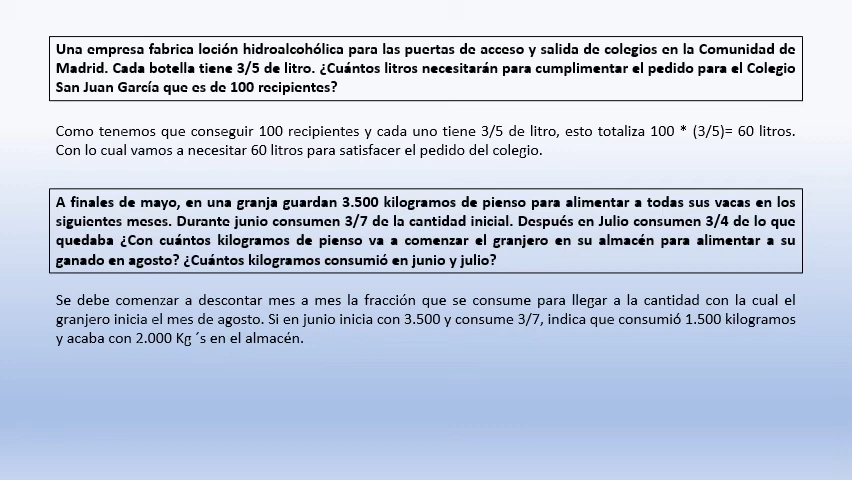 Una empresa fabrica loción hidroalcohólica para las puertas de acceso y salida de colegios en la Comunidad de
Madrid. Cada botella tiene 3/5 de litro. ¿Cuántos litros necesitarán para cumplimentar el pedido para el Colegio
San Juan García que es de 100 recipientes?
Como tenemos que conseguir 100 recipientes y cada uno tiene 3/5 de litro, esto totaliza 100 * (3/5)= 60 litros.
Con lo cual vamos a necesitar 60 litros para satisfacer el pedido del colegio.
A finales de mayo, en una granja guardan 3.500 kilogramos de pienso para alimentar a todas sus vacas en los
siguientes meses. Durante junio consumen 3/7 de la cantidad inicial. Después en Julio consumen 3/4 de lo que
quedaba ¿Con cuántos kilogramos de pienso va a comenzar el granjero en su almacén para alimentar a su
ganado en agosto? ¿Cuántos kilogramos consumió en junio y julio?
Se debe comenzar a descontar mes a mes la fracción que se consume para llegar a la cantidad con la cual el
granjero inicia el mes de agosto. Si en junio inicia con 3.500 y consume 3/7, indica que consumió 1.500 kilogramos
y acaba con 2.000 Kg ´s en el almacén.